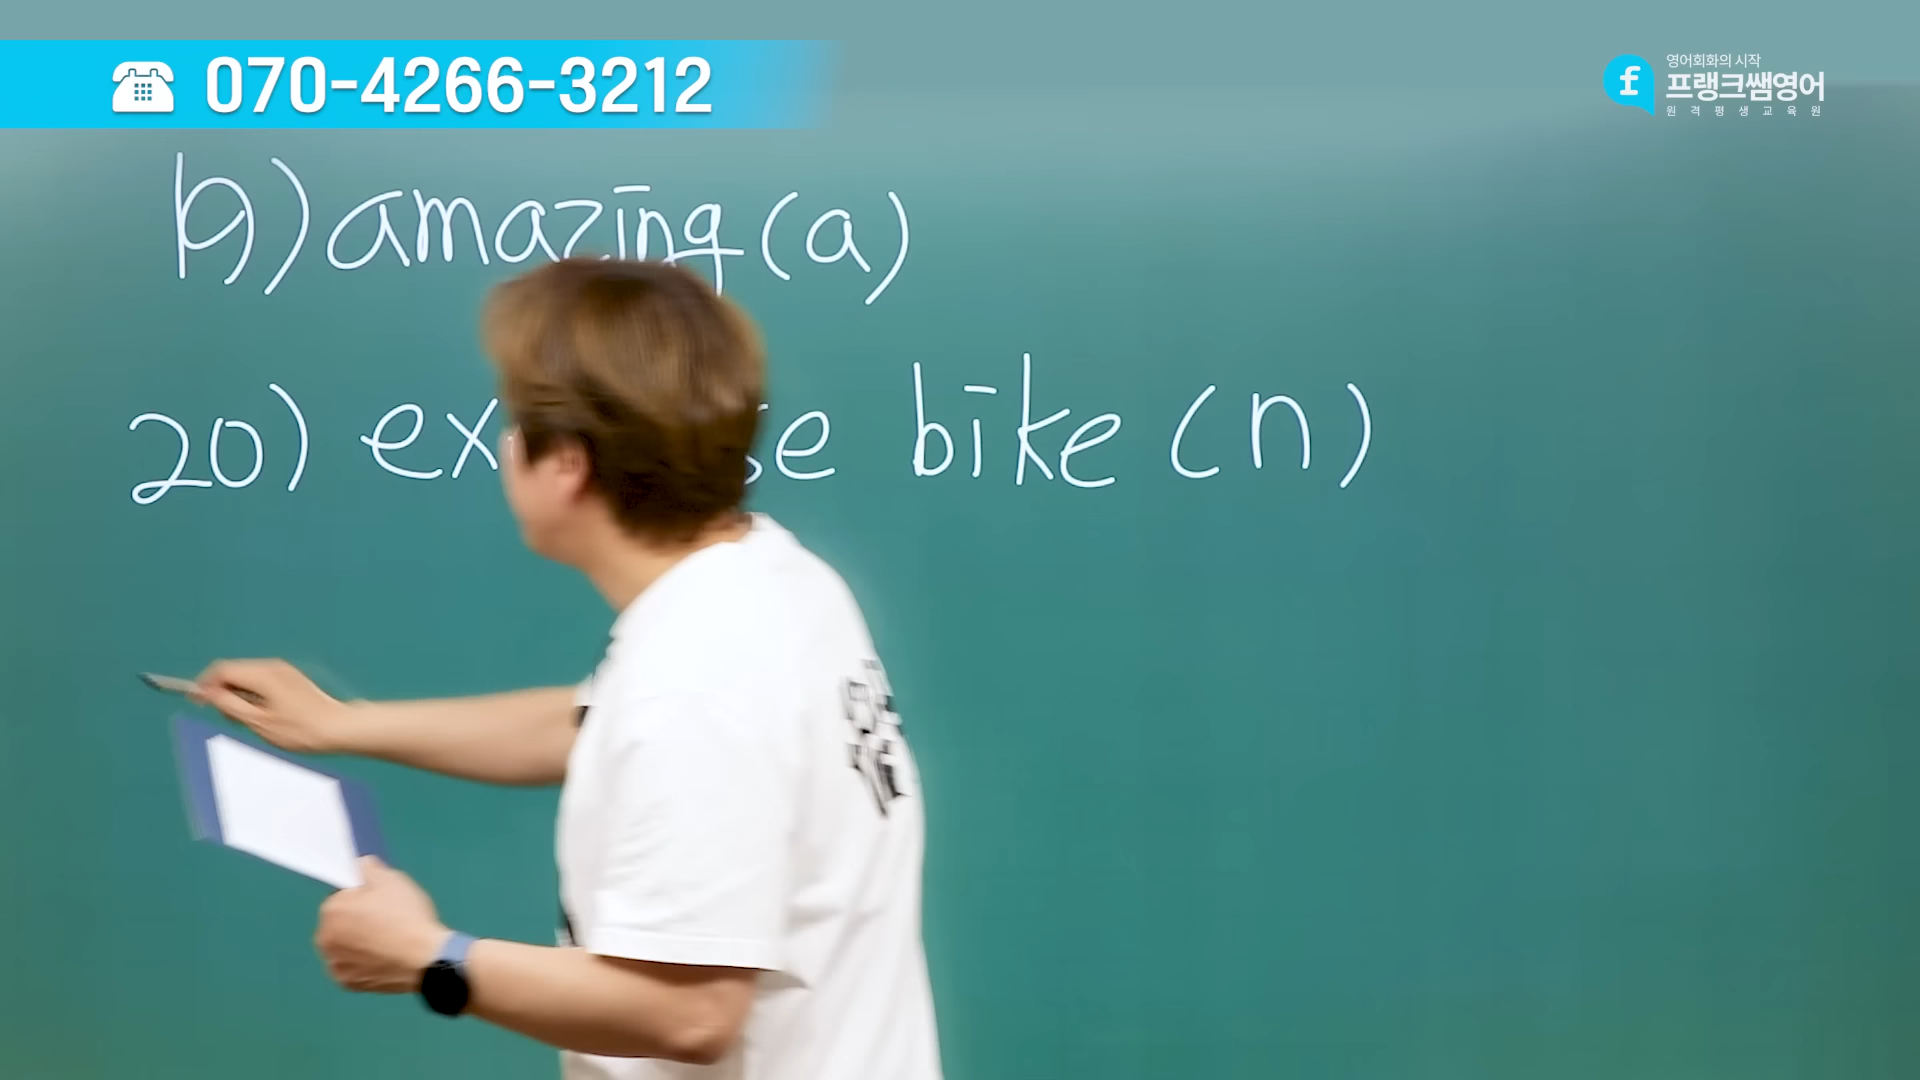 070-4266-3212
영어회화의 시작
프랭크쌤영어
원격평생교육원
19) amazing (a)
20) ex se bike (n)